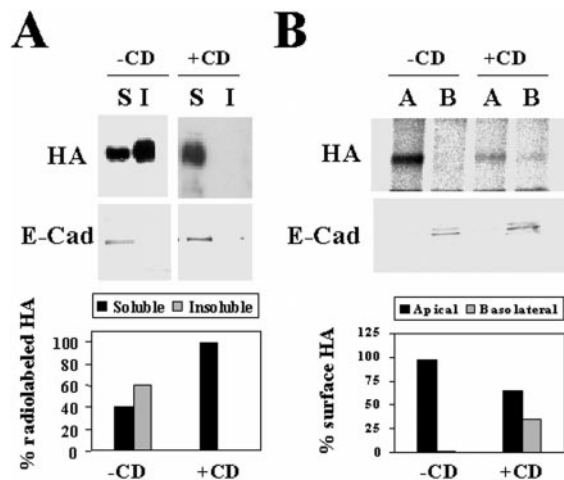 A
-CD +CD
S I S I
HA
E-Cad
Soluble Insoluble
% radiolabeled HA
100
80
60
40
20
0
-CD +CD
B
-CD +CD
A B A B
HA
E-Cad
Apical Basolateral
% surface HA
125
100
75
50
25
0
-CD +CD